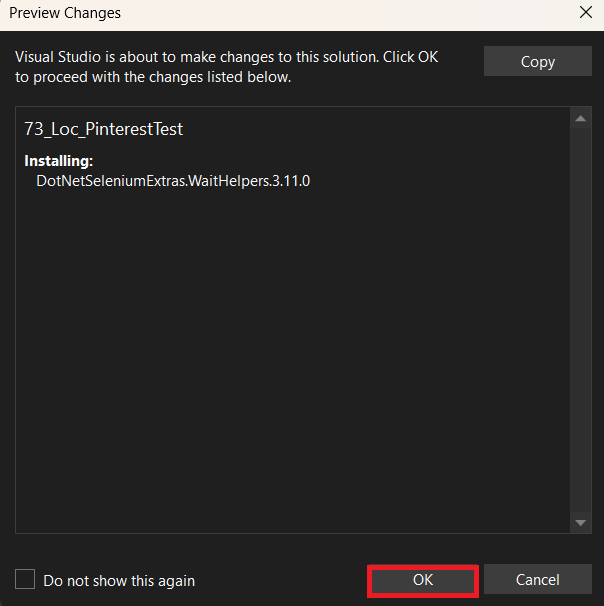 Preview Changes
Visual Studio is about to make changes to this solution. Click OK
to proceed with the changes listed below.
Copy
73_Loc_PinterestTest
Installing:
DotNetSeleniumExtras.WaitHelpers.3.11.0
Do not show this again
OK
Cancel